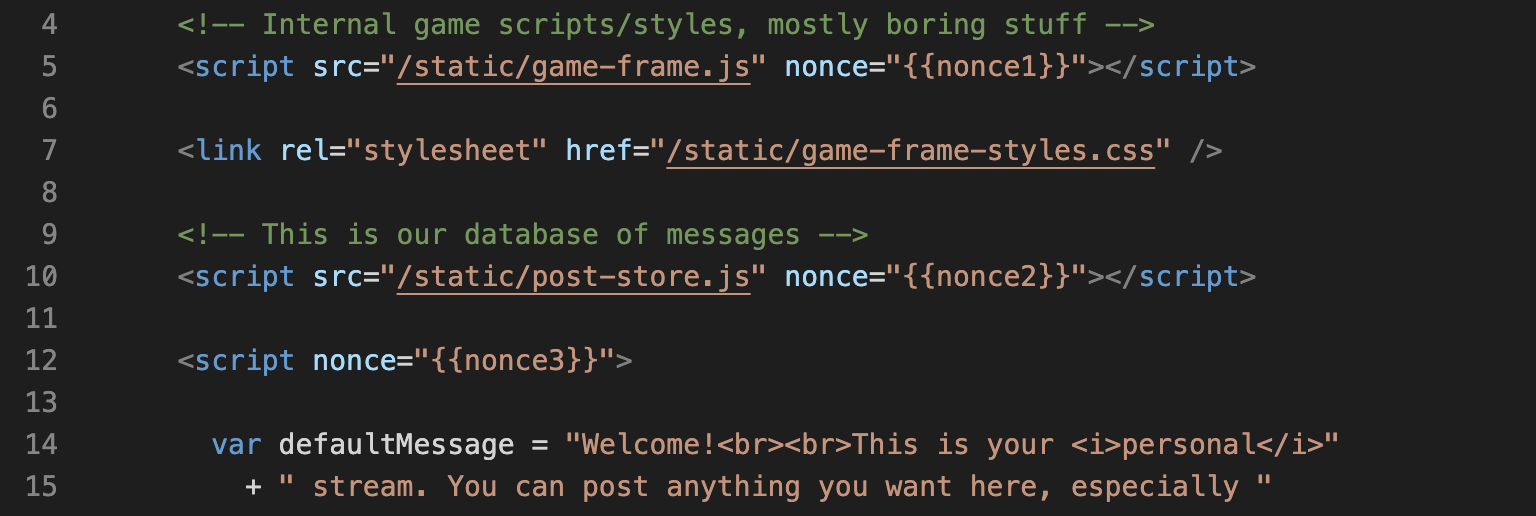 4 <!-- Internal game scripts/styles, mostly boring stuff -->
5 <script src="/static/game-frame.js" nonce="{{nonce1}}"></script>
6
7 <link rel="stylesheet" href="/static/game-frame-styles.css" />
8
9 <!-- This is our database of messages -->
10 <script src="/static/post-store.js" nonce="{{nonce2}}"></script>
11
12 <script nonce="{{nonce3}}">
13
14 var defaultMessage = "Welcome!<br><br>This is your <i>personal</i>"
15 + " stream. You can post anything you want here, especially "